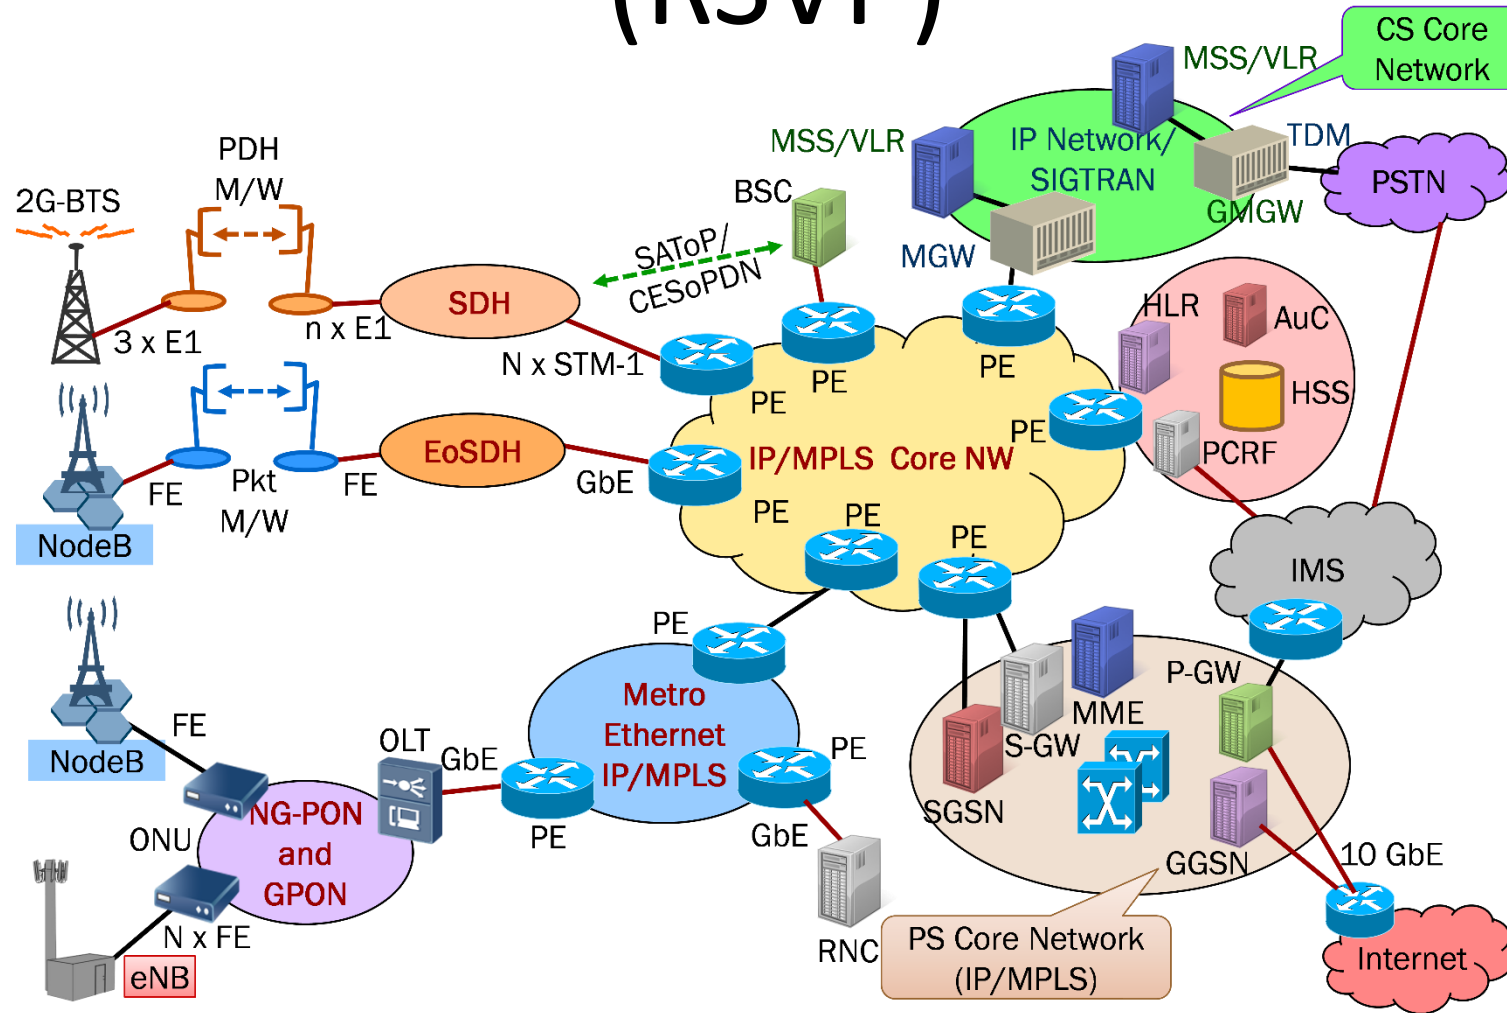 (RSVP)
CS Core
Network
MSS/VLR
MSS/VLR
IP Network/
SIGTRAN
TDM
PSTN
GMGW
MGW
BSC
PDH
M/W
2G-BTS
3 x E1
n x E1
SDH
SAToP/
CESoPDN
N x STM-1
PE
PE
PE
HLR
AuC
HSS
PE
PCRF
NodeB
FE
Pkt
M/W
FE
EoSDH
GbE
IP/MPLS Core NW
PE
PE
PE
IMS
PE
Metro
Ethernet
IP/MPLS
P-GW
MME
S-GW
SGSN
GGSN
10 GbE
NodeB
FE
OLT
GbE
PE
PE
GbE
RNC
NG-PON
and
GPON
ONU
N x FE
eNB
PS Core Network
(IP/MPLS)
Internet